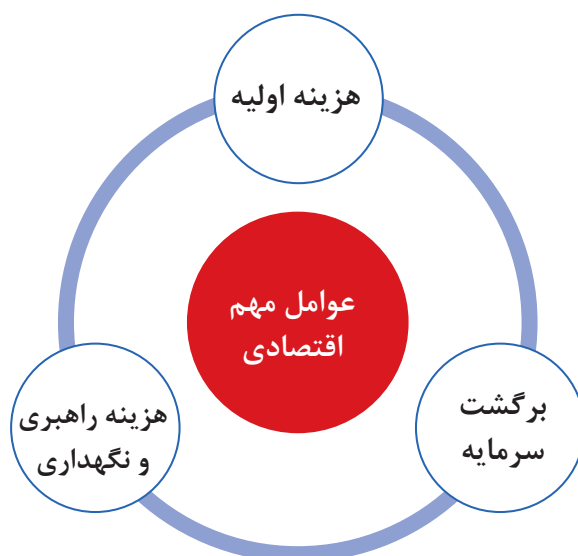 هزینه اولیه
عوامل مهم
اقتصادی
برگشت
سرمایه
هزینه راهبری
و نگهداری